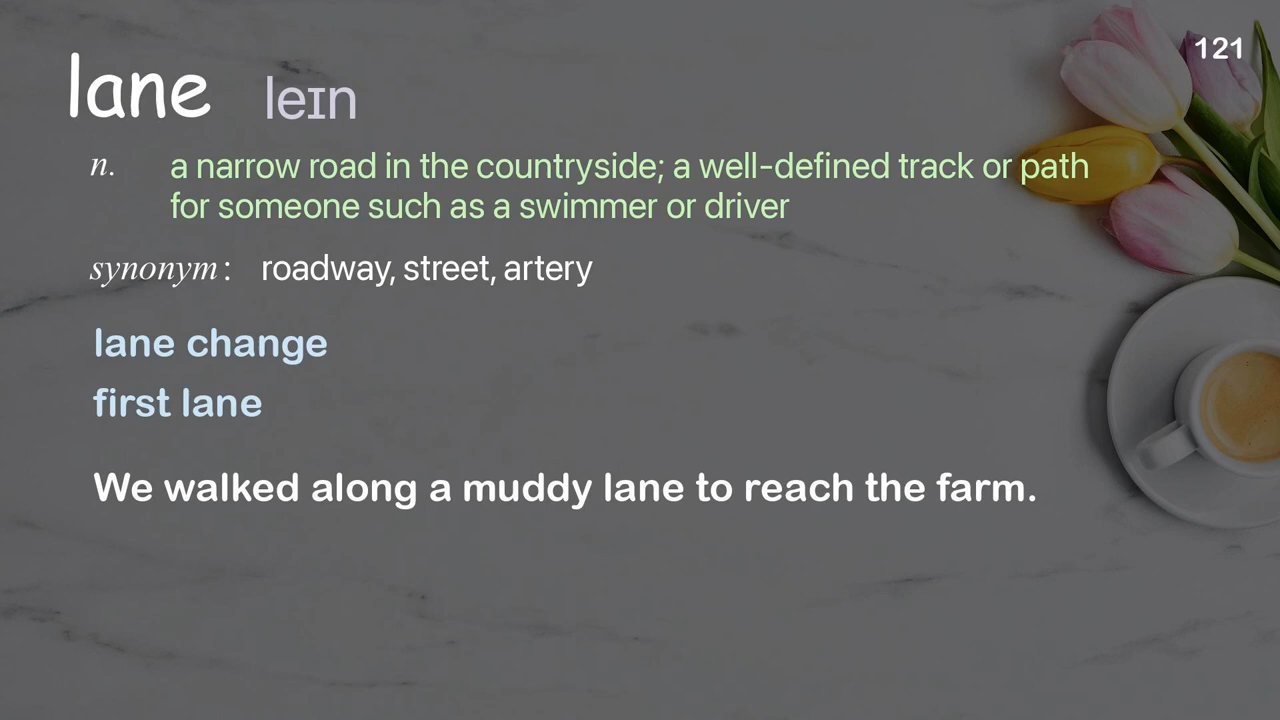 121
lane leɪn
n. a narrow road in the countryside; a well-defined track or path
for someone such as a swimmer or driver
synonym: roadway, street, artery
lane change
first lane
We walked along a muddy lane to reach the farm.